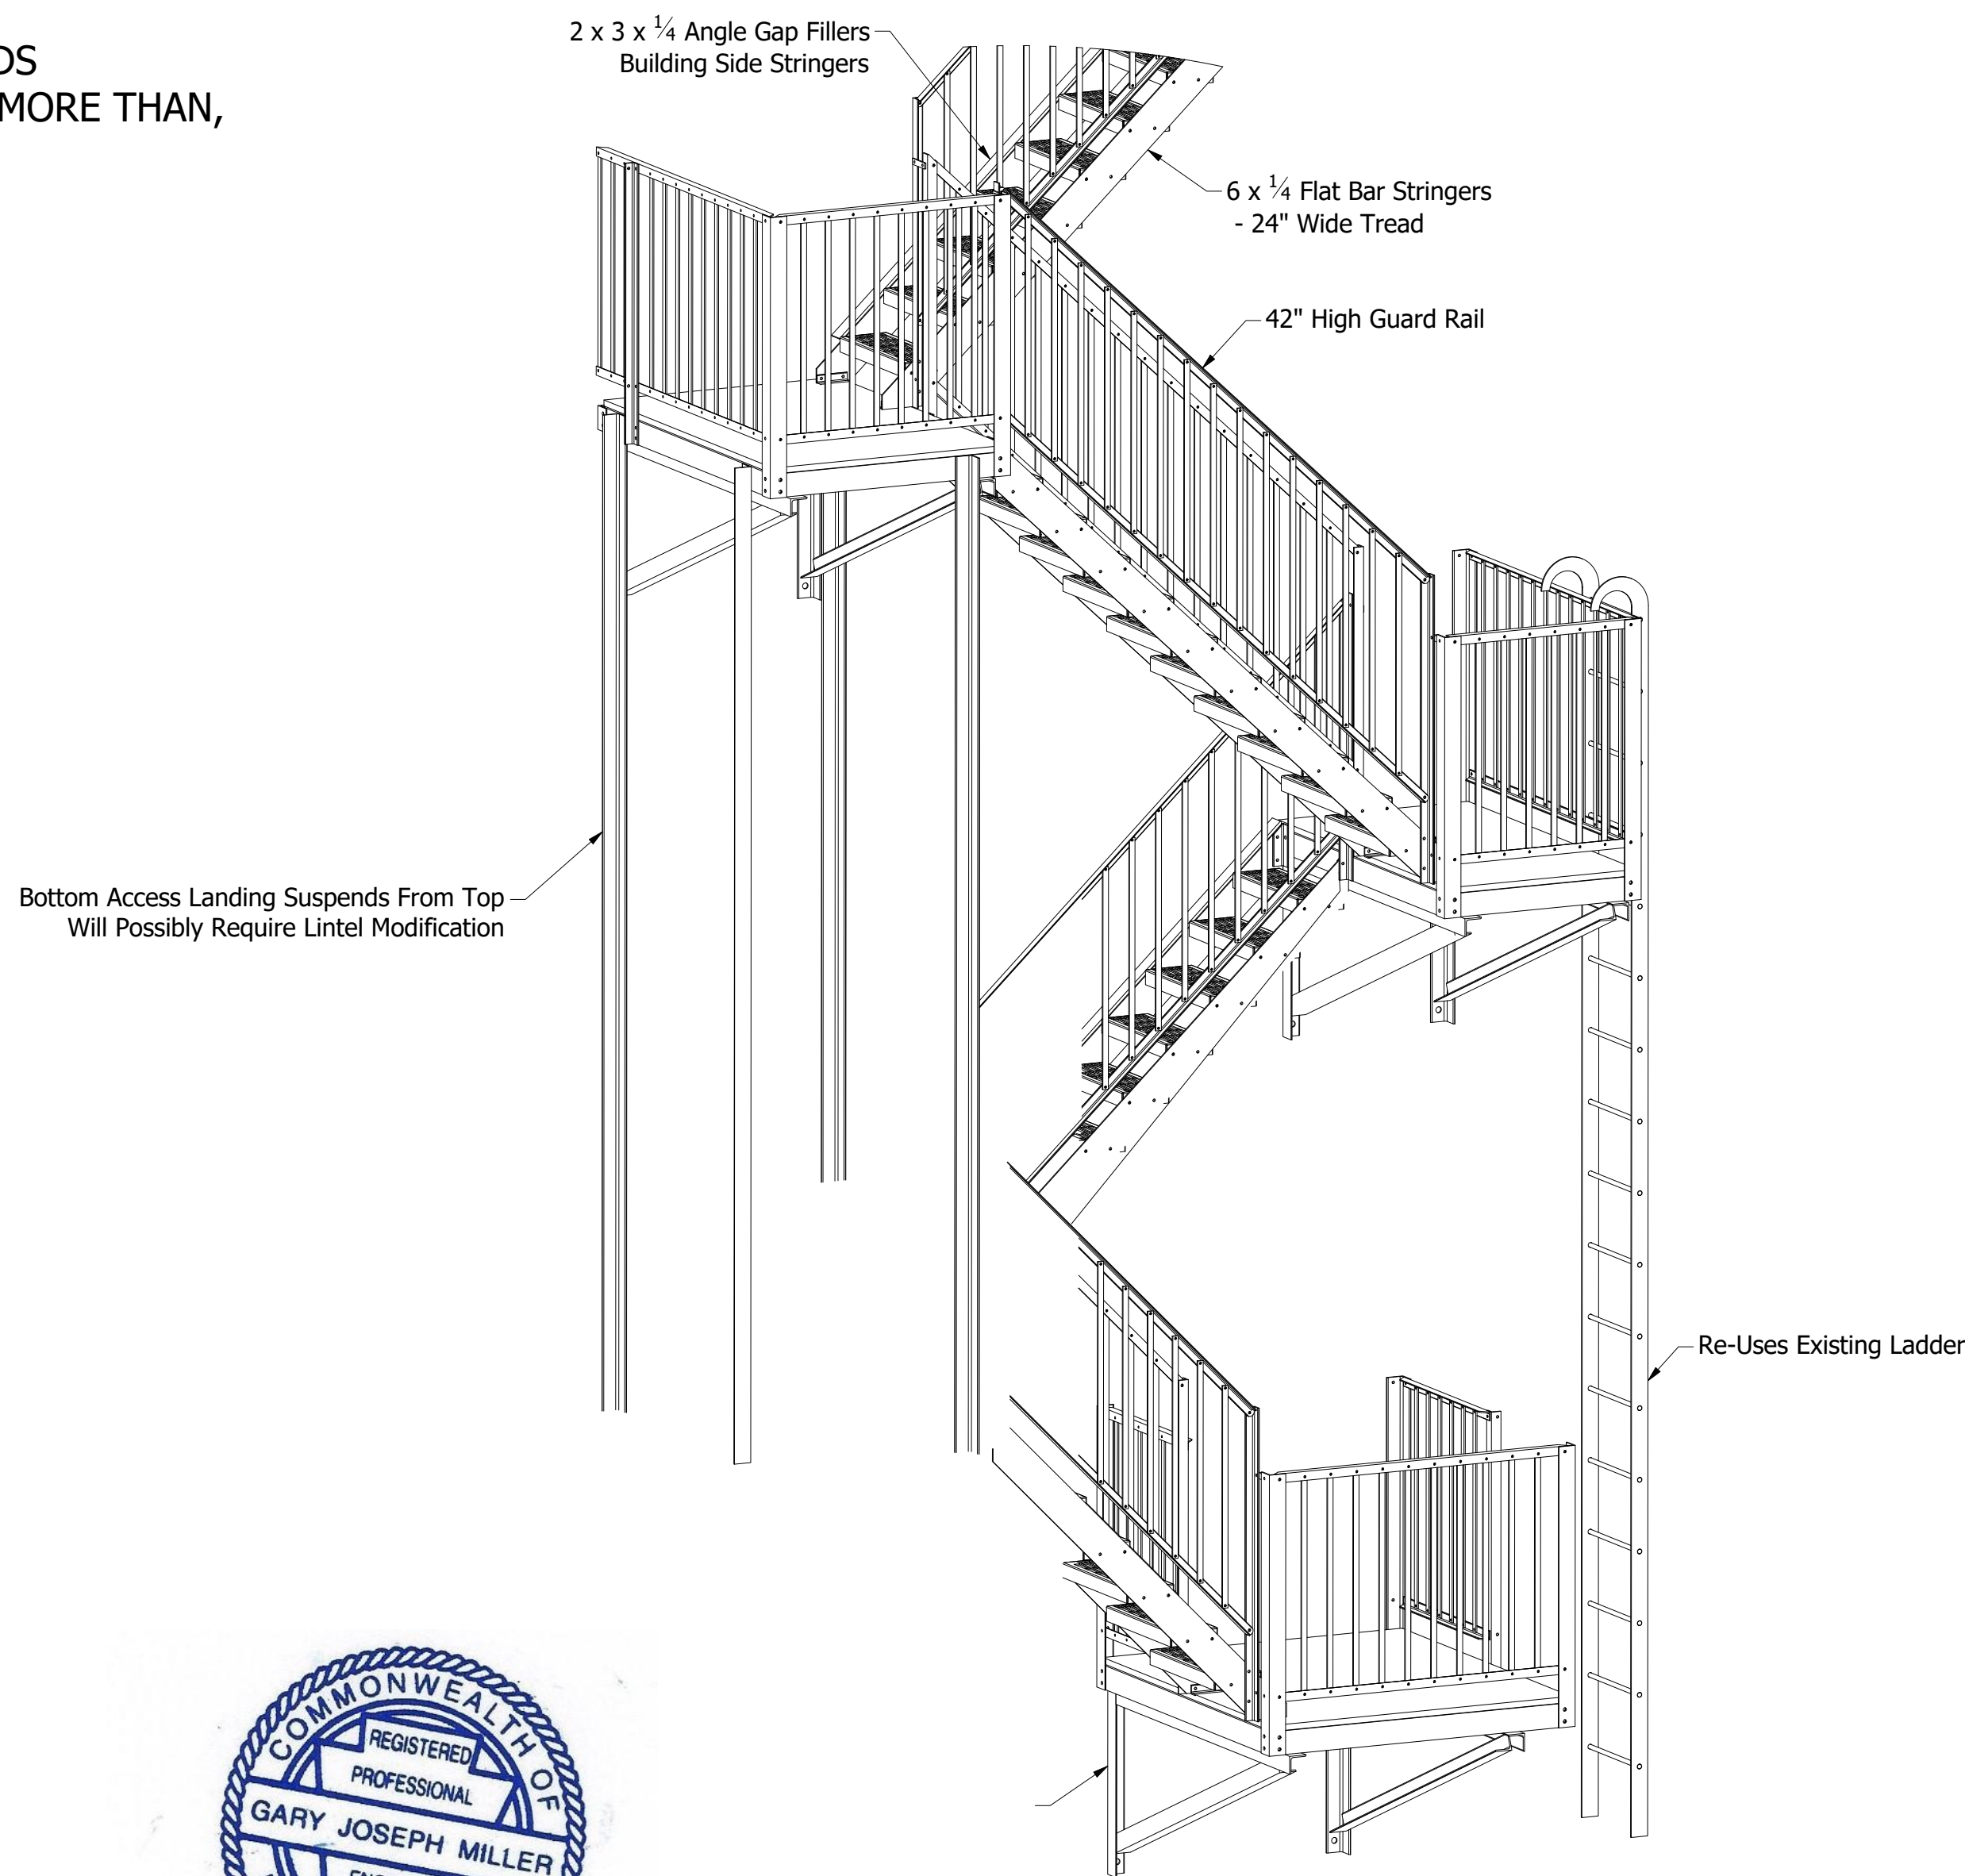 DS
MORE THAN,
2 x 3 x 1/4 Angle Gap Fillers
Building Side Stringers
6 x 1/4 Flat Bar Stringers
- 24" Wide Tread
42" High Guard Rail
Bottom Access Landing Suspends From Top
Will Possibly Require Lintel Modification
Re-Uses Existing Ladder
COMMONWEALTH OF
REGISTERED
PROFESSIONAL
GARY JOSEPH MILLER